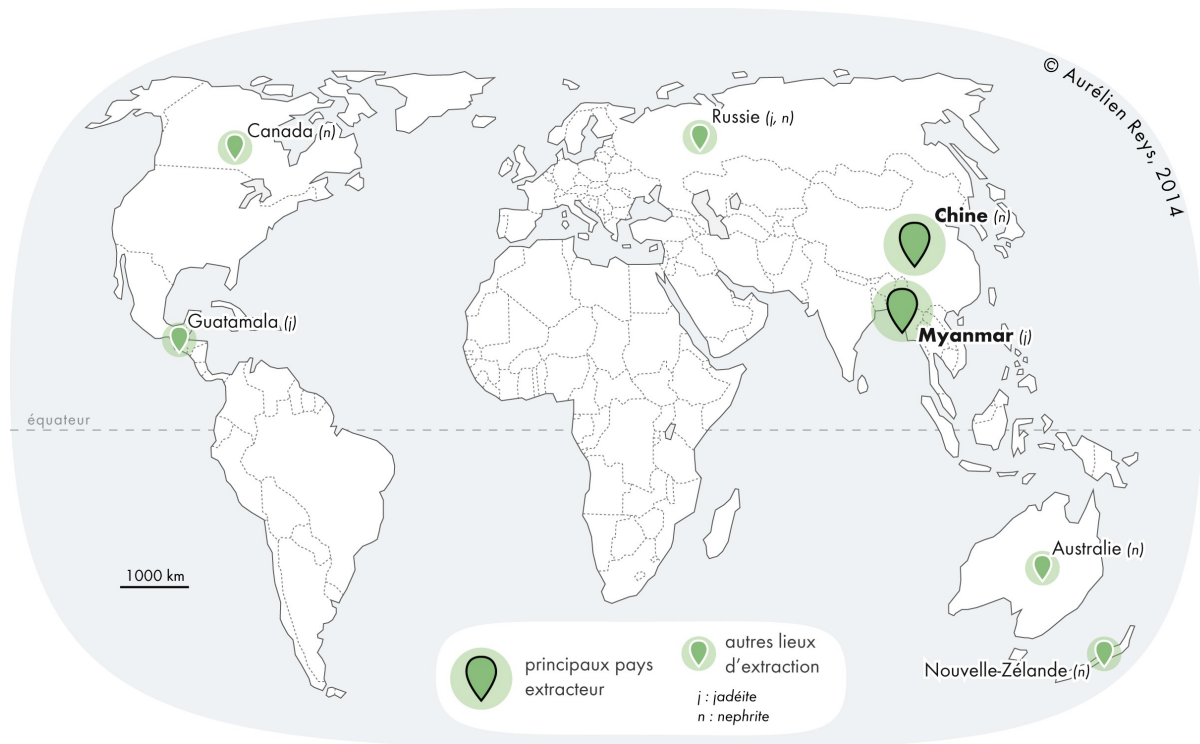 © Aurélien Reys, 2014
Canada (n)
Russie (j, n)
Chine (n)
Guatamala (j)
Myanmar (j)
équateur
Australie (n)
1000 km
Nouvelle-Zélande (n)
principaux pays
extracteur
autres lieux
d'extraction
j : jadéite
n : nephrite